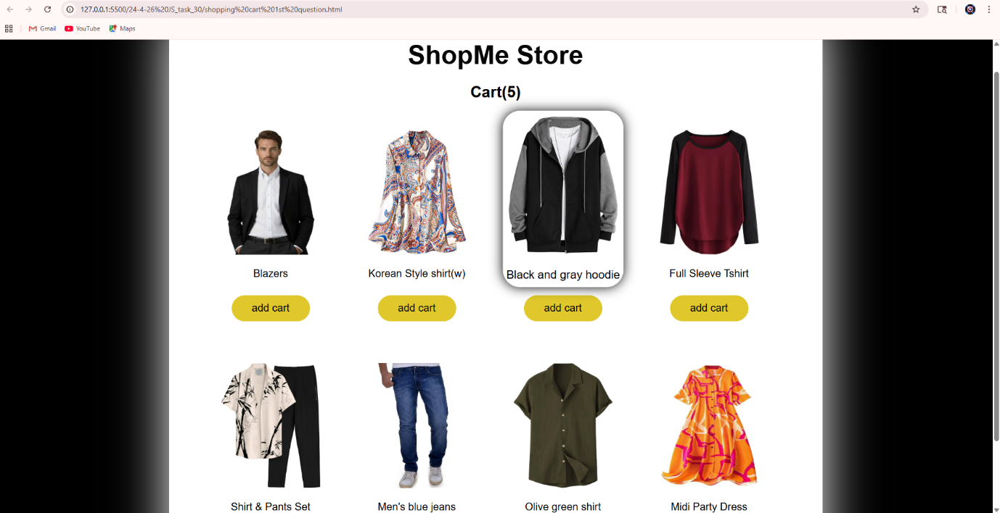 127.0.0.1:5500/24-4-26%20JS_task_30/shopping%20cart%201st%20question.html
Gmail YouTube Maps
ShopMe Store
Cart(5)
Blazers Korean Style shirt(w) Black and gray hoodie Full Sleeve Tshirt
add cart add cart add cart add cart
Shirt & Pants Set Men's blue jeans Olive green shirt Midi Party Dress